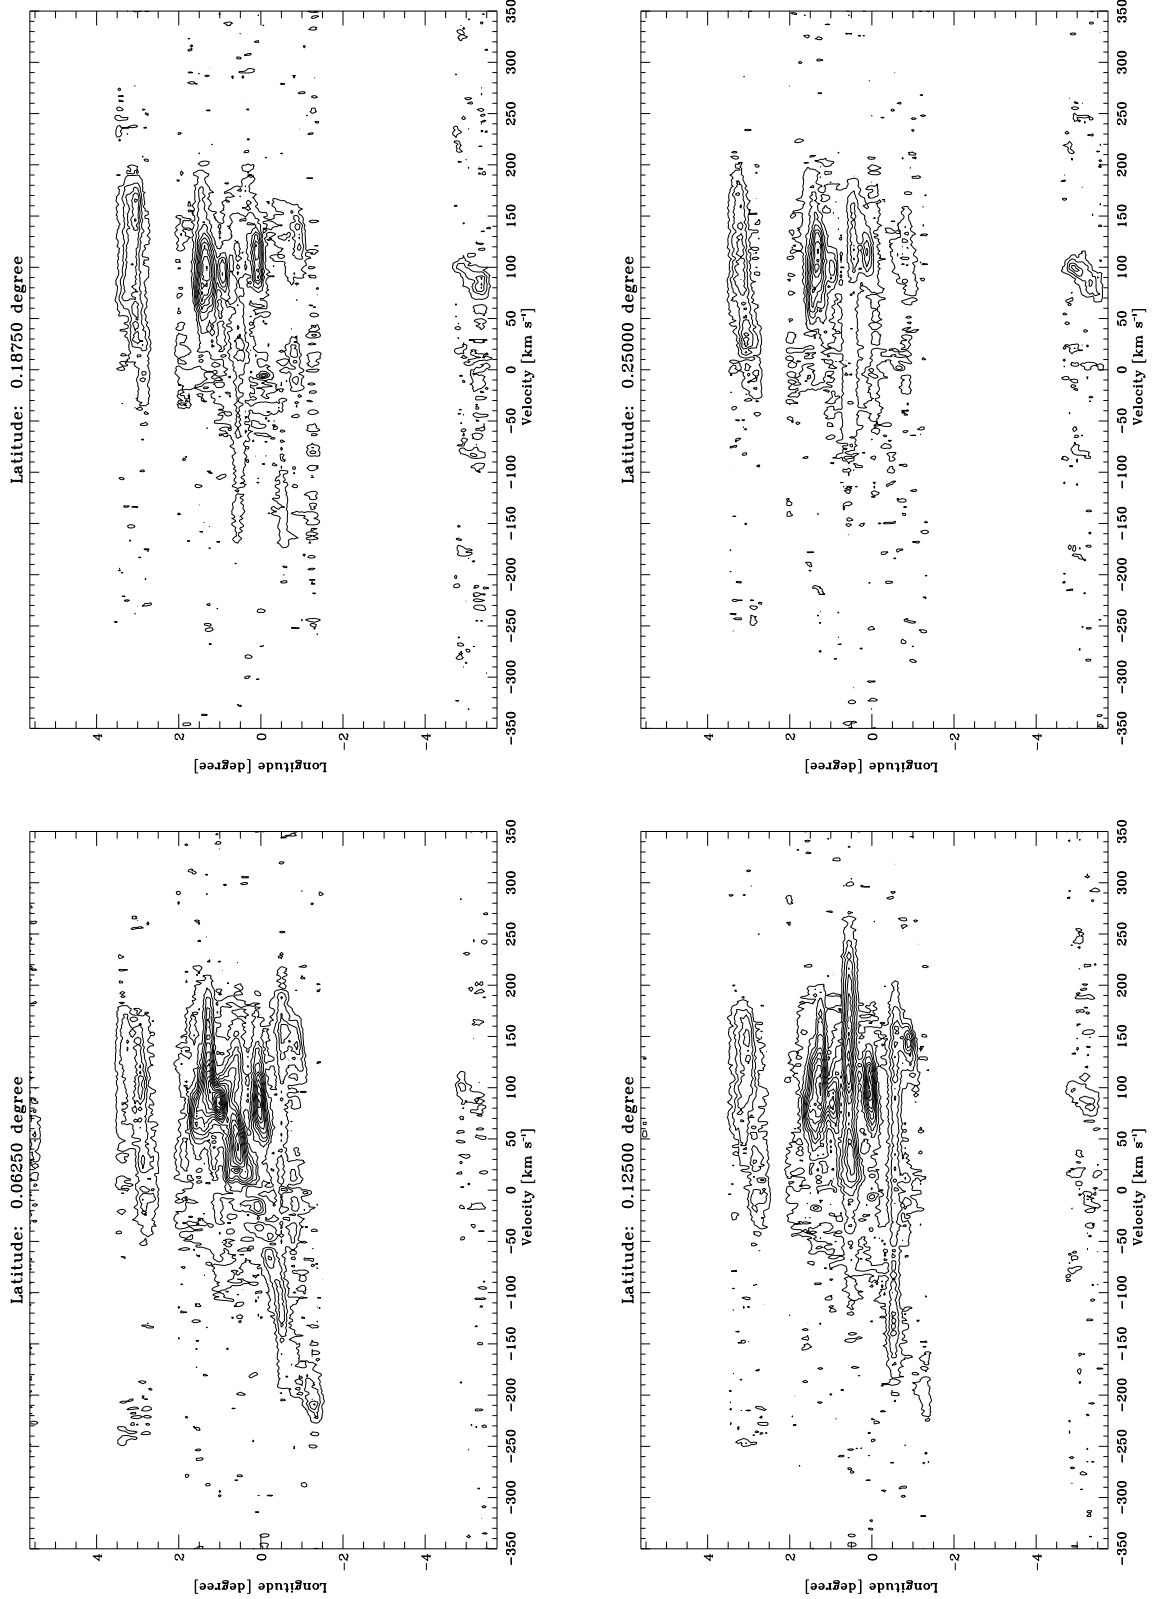 Latitude: 0.06250 degree
Longitude [ degree ]
4
2
0
−2
−4
−350 −300 −250 −200 −150 −100 −50 0 50 100 150 200 250 300 350
Velocity [km s⁻¹]
Latitude: 0.18750 degree
Longitude [ degree ]
4
2
0
−2
−4
−350 −300 −250 −200 −150 −100 −50 0 50 100 150 200 250 300 350
Velocity [km s⁻¹]
Latitude: 0.12500 degree
Longitude [ degree ]
4
2
0
−2
−4
−350 −300 −250 −200 −150 −100 −50 0 50 100 150 200 250 300 350
Velocity [km s⁻¹]
Latitude: 0.25000 degree
Longitude [ degree ]
4
2
0
−2
−4
−350 −300 −250 −200 −150 −100 −50 0 50 100 150 200 250 300 350
Velocity [km s⁻¹]